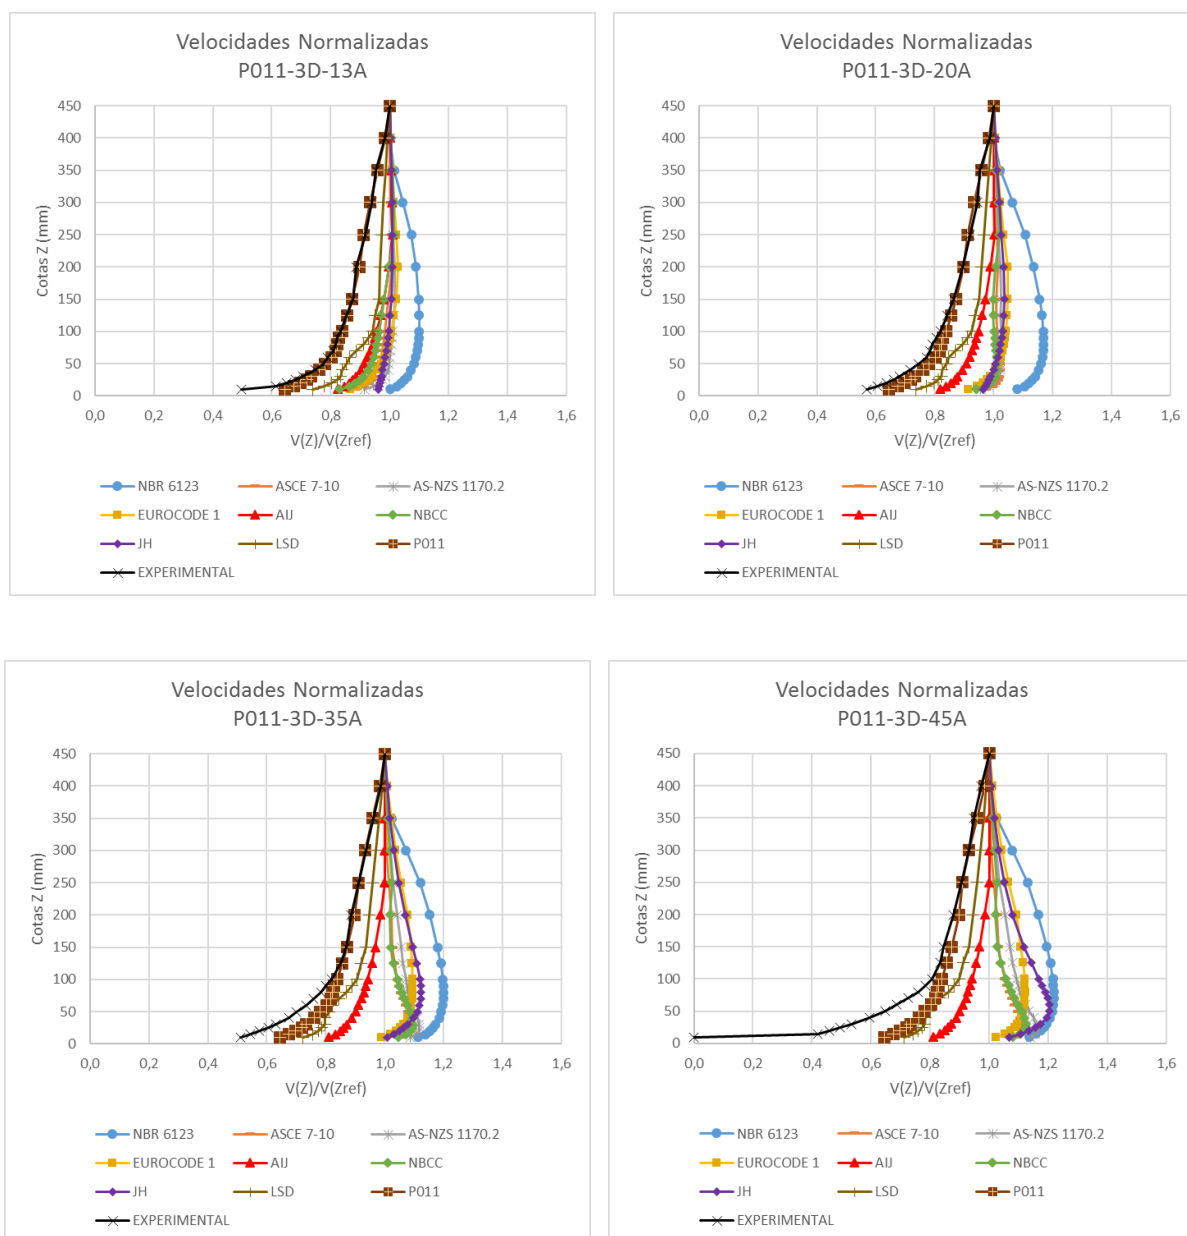 Velocidades Normalizadas
P011-3D-13A
Cotas Z (mm)
450
400
350
300
250
200
150
100
50
0
0,0 0,2 0,4 0,6 0,8 1,0 1,2 1,4 1,6
V(Z)/V(Zref)
NBR 6123 ASCE 7-10 AS-NZS 1170.2
EUROCODE 1 AIJ NBCC
JH LSD P011
EXPERIMENTAL
Velocidades Normalizadas
P011-3D-20A
Cotas Z (mm)
450
400
350
300
250
200
150
100
50
0
0,0 0,2 0,4 0,6 0,8 1,0 1,2 1,4 1,6
V(Z)/V(Zref)
NBR 6123 ASCE 7-10 AS-NZS 1170.2
EUROCODE 1 AIJ NBCC
JH LSD P011
EXPERIMENTAL
Velocidades Normalizadas
P011-3D-35A
Cotas Z (mm)
450
400
350
300
250
200
150
100
50
0
0,0 0,2 0,4 0,6 0,8 1,0 1,2 1,4 1,6
V(Z)/V(Zref)
NBR 6123 ASCE 7-10 AS-NZS 1170.2
EUROCODE 1 AIJ NBCC
JH LSD P011
EXPERIMENTAL
Velocidades Normalizadas
P011-3D-45A
Cotas Z (mm)
450
400
350
300
250
200
150
100
50
0
0,0 0,2 0,4 0,6 0,8 1,0 1,2 1,4 1,6
V(Z)/V(Zref)
NBR 6123 ASCE 7-10 AS-NZS 1170.2
EUROCODE 1 AIJ NBCC
JH LSD P011
EXPERIMENTAL